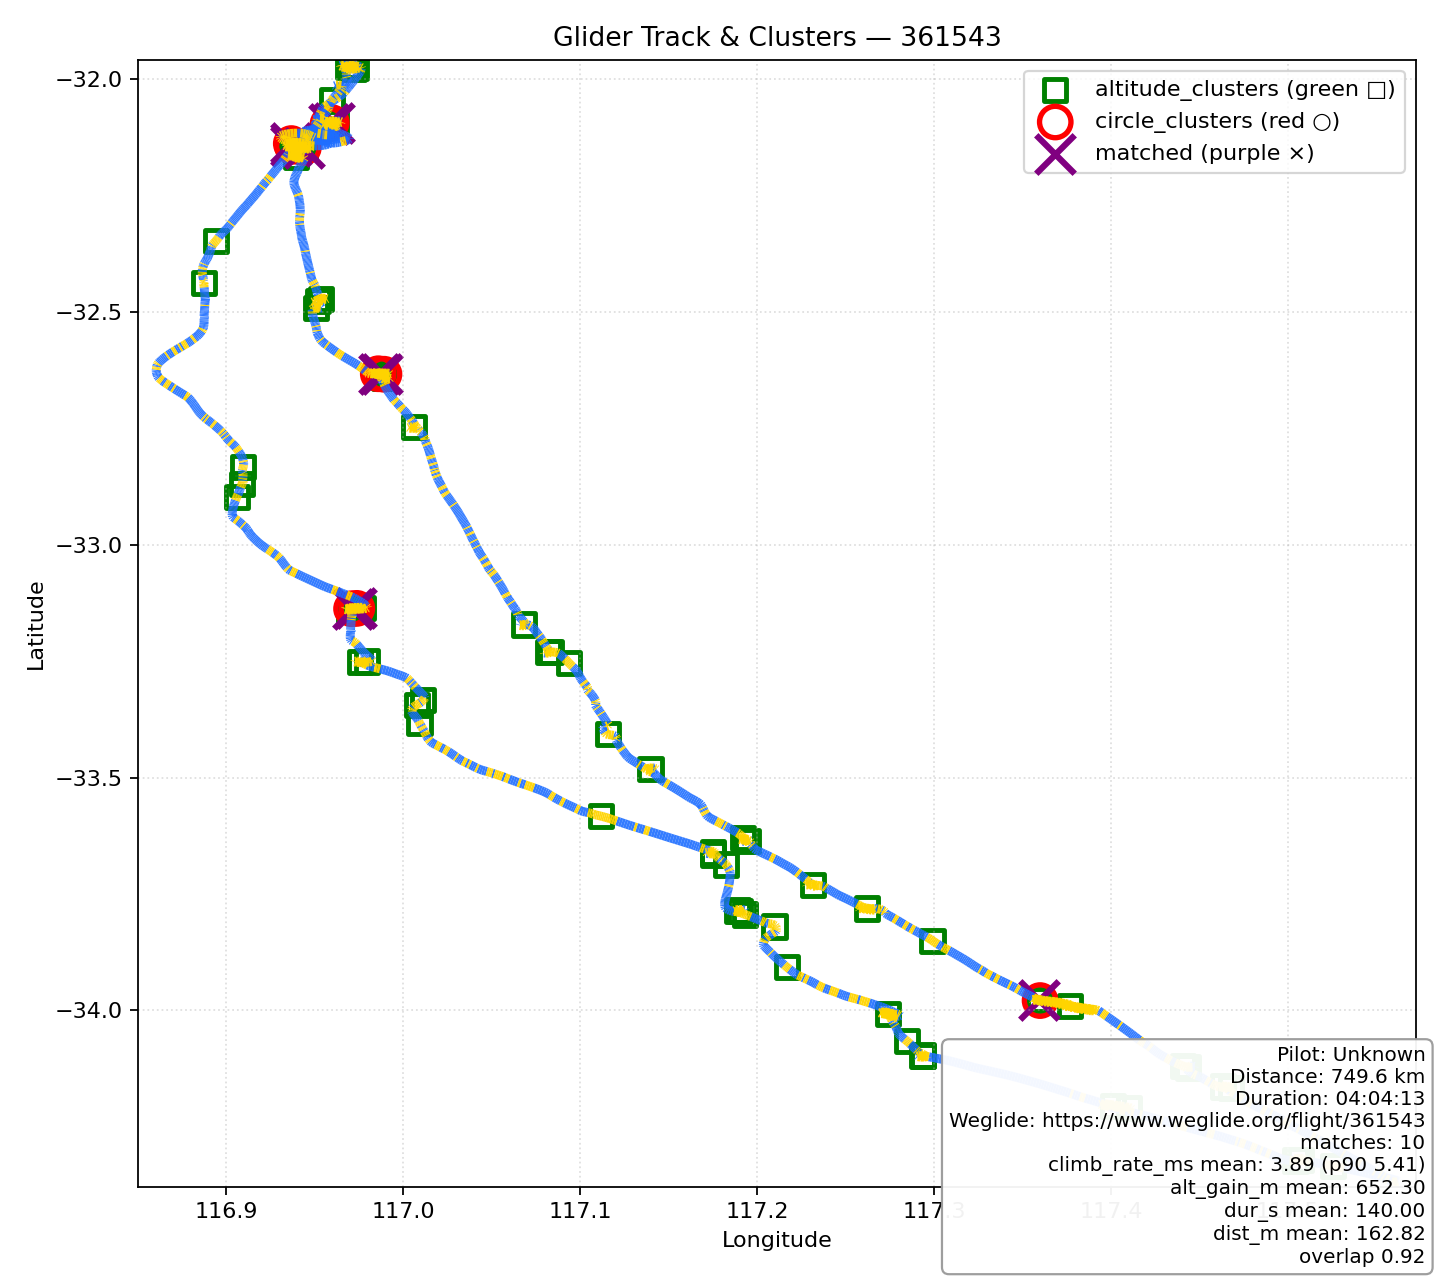 Glider Track & Clusters — 361543
altitude_clusters (green □)
circle_clusters (red ○)
matched (purple ×)
Latitude
−32.0
−32.5
−33.0
−33.5
−34.0
116.9
117.0
117.1
117.2
117.3
117.4
Longitude
Pilot: Unknown
Distance: 749.6 km
Duration: 04:04:13
Weglide: https://www.weglide.org/flight/361543
matches: 10
climb_rate_ms mean: 3.89 (p90 5.41)
alt_gain_m mean: 652.30
dur_s mean: 140.00
dist_m mean: 162.82
overlap 0.92